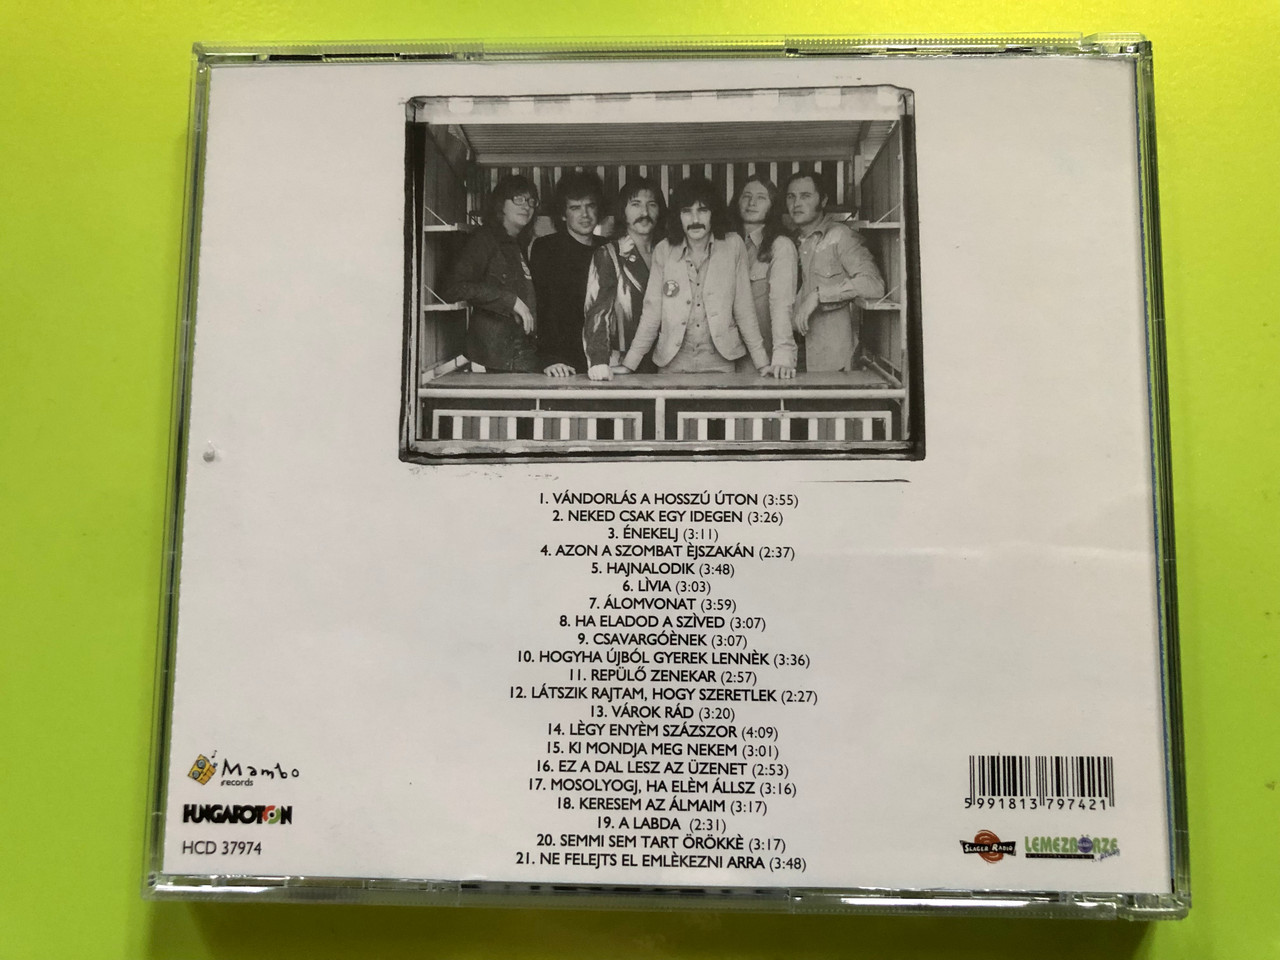 1. VÁNDORLÁS A HOSSZÚ ÚTON (3:55)
2. NEKED CSAK EGY IDEGEN (3:26)
3. ÉNEKELJ (3:11)
4. AZON A SZOMBAT ÈJSZAKÁN (2:37)
5. HAJNALODIK (3:48)
6. LÌVIA (3:03)
7. ÁLOMVONAT (3:59)
8. HA ELADOD A SZÌVED (3:07)
9. CSAVARGÓÈNEK (3:07)
10. HOGYHA ÚJBÓL GYEREK LENNÈK (3:36)
11. REPÜLŐ ZENEKAR (2:57)
12. LÁTSZIK RAJTAM, HOGY SZERETLEK (2:27)
13. VÁROK RÁD (3:20)
14. LÈGY ENYÈM SZÁZSZOR (4:09)
15. KI MONDJA MEG NEKEM (3:01)
16. EZ A DAL LESZ AZ ÜZENET (2:53)
17. MOSOLYOGJ, HA ELÈM ÁLLSZ (3:16)
18. KERESEM AZ ÁLMAIM (3:17)
19. A LABDA (2:31)
20. SEMMI SEM TART ÖRÖKKÈ (3:17)
21. NE FELEJTS EL EMLÈKEZNI ARRA (3:48)
Mambo
records
HUNGAROTON
HCD 37974
5 991813 797421
SLÁGER RÁDIÓ
LEMEZBÖRZE